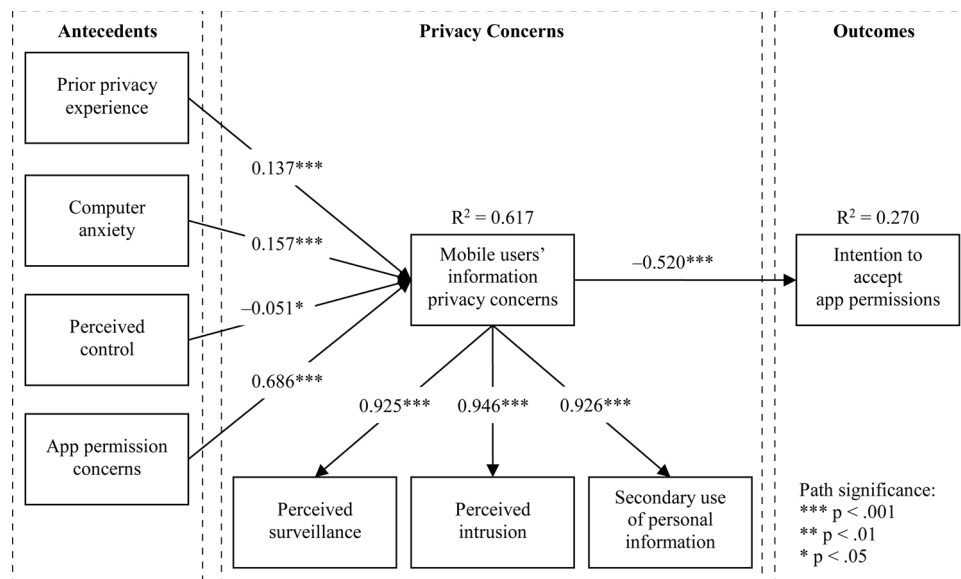 Antecedents
Privacy Concerns
Outcomes
Prior privacy
experience
0.137***
Computer
anxiety
0.157***
Perceived
control
–0.051*
App permission
concerns
0.686***
R² = 0.617
Mobile users’
information
privacy concerns
–0.520***
R² = 0.270
Intention to
accept
app permissions
0.925***
0.946***
0.926***
Perceived
surveillance
Perceived
intrusion
Secondary use
of personal
information
Path significance:
*** p < .001
** p < .01
* p < .05